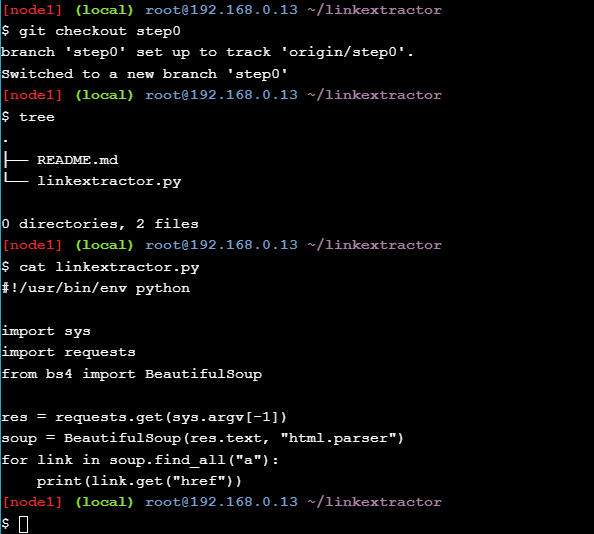 [node1] (local) root@192.168.0.13 ~/linkextractor
$ git checkout step0
branch 'step0' set up to track 'origin/step0'.
Switched to a new branch 'step0'
[node1] (local) root@192.168.0.13 ~/linkextractor
$ tree
.
├── README.md
└── linkextractor.py

0 directories, 2 files
[node1] (local) root@192.168.0.13 ~/linkextractor
$ cat linkextractor.py
#!/usr/bin/env python

import sys
import requests
from bs4 import BeautifulSoup

res = requests.get(sys.argv[-1])
soup = BeautifulSoup(res.text, "html.parser")
for link in soup.find_all("a"):
    print(link.get("href"))
[node1] (local) root@192.168.0.13 ~/linkextractor
$